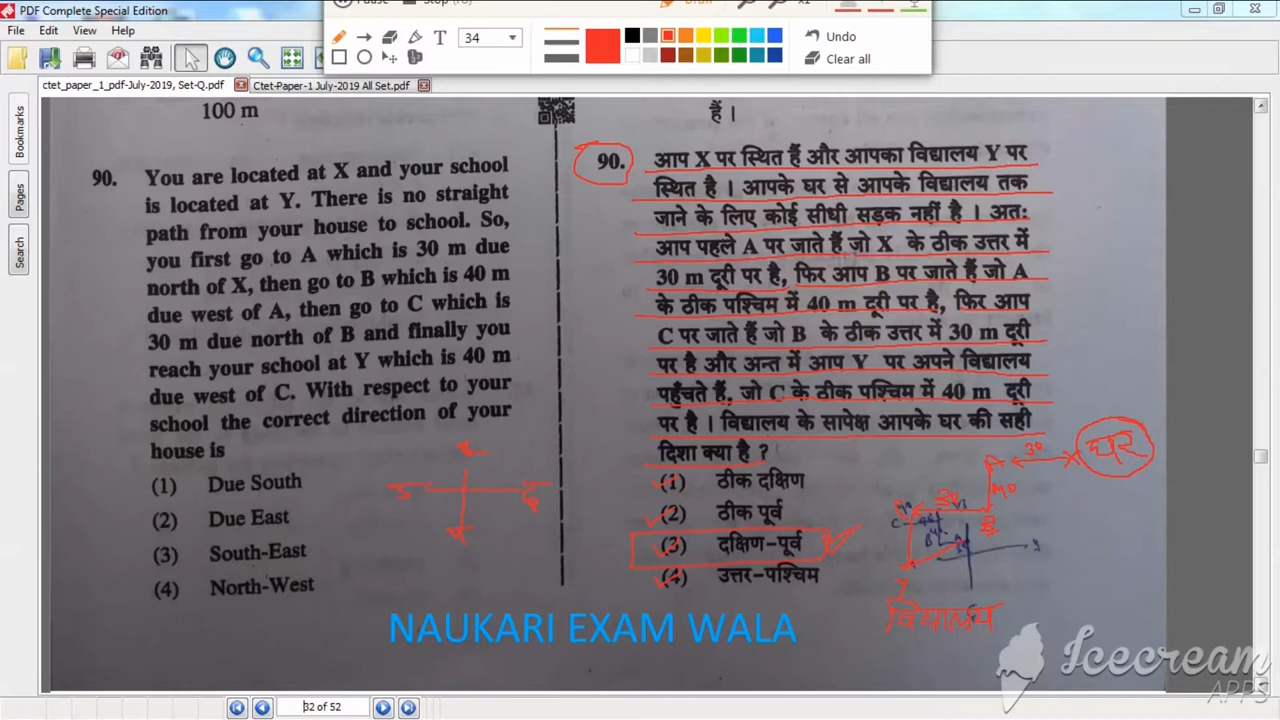 PDF Complete Special Edition
File Edit View Help
T 34
Undo
Clear all
ctet_paper_1_pdf-July-2019, Set-Q.pdf
Ctet-Paper-1 July-2019 All Set.pdf
Bookmarks
Pages
Search
100 m
90. You are located at X and your school
is located at Y. There is no straight
path from your house to school. So,
you first go to A which is 30 m due
north of X, then go to B which is 40 m
due west of A, then go to C which is
30 m due north of B and finally you
reach your school at Y which is 40 m
due west of C. With respect to your
school the correct direction of your
house is
(1) Due South
(2) Due East
(3) South-East
(4) North-West
हैं ।
90. आप X पर स्थित हैं और आपका विद्यालय Y पर
स्थित है । आपके घर से आपके विद्यालय तक
जाने के लिए कोई सीधी सड़क नहीं है । अतः
आप पहले A पर जाते हैं जो X के ठीक उत्तर में
30 m दूरी पर है, फिर आप B पर जाते हैं जो A
के ठीक पश्चिम में 40 m दूरी पर है, फिर आप
C पर जाते हैं जो B के ठीक उत्तर में 30 m दूरी
पर है और अन्त में आप Y पर अपने विद्यालय
पहुँचते हैं, जो C के ठीक पश्चिम में 40 m दूरी
पर है । विद्यालय के सापेक्ष आपके घर की सही
दिशा क्या है ?
(1) ठीक दक्षिण
(2) ठीक पूर्व
(3) दक्षिण-पूर्व
(4) उत्तर-पश्चिम
घर
30
A
30
B
C
Y
विद्यालय
NAUKARI EXAM WALA
Icecream
APPS
32 of 52